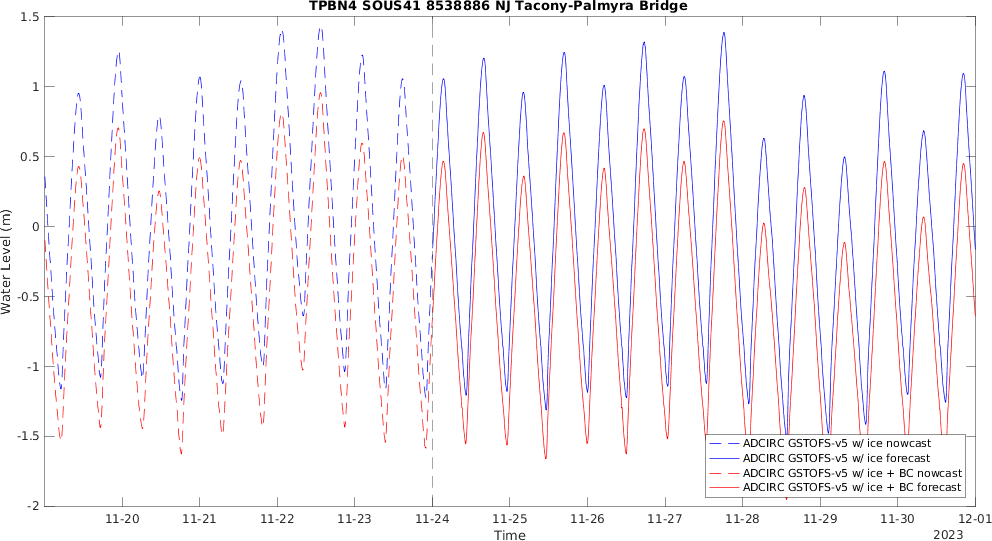 TPBN4 SOUS41 8538886 NJ Tacony-Palmyra Bridge
1.5
1
0.5
0
-0.5
-1
-1.5
-2
Water Level (m)
ADCIRC GSTOFS-v5 w/ ice nowcast
ADCIRC GSTOFS-v5 w/ ice forecast
ADCIRC GSTOFS-v5 w/ ice + BC nowcast
ADCIRC GSTOFS-v5 w/ ice + BC forecast
11-20 11-21 11-22 11-23 11-24 11-25 11-26 11-27 11-28 11-29 11-30 12-01
Time
2023